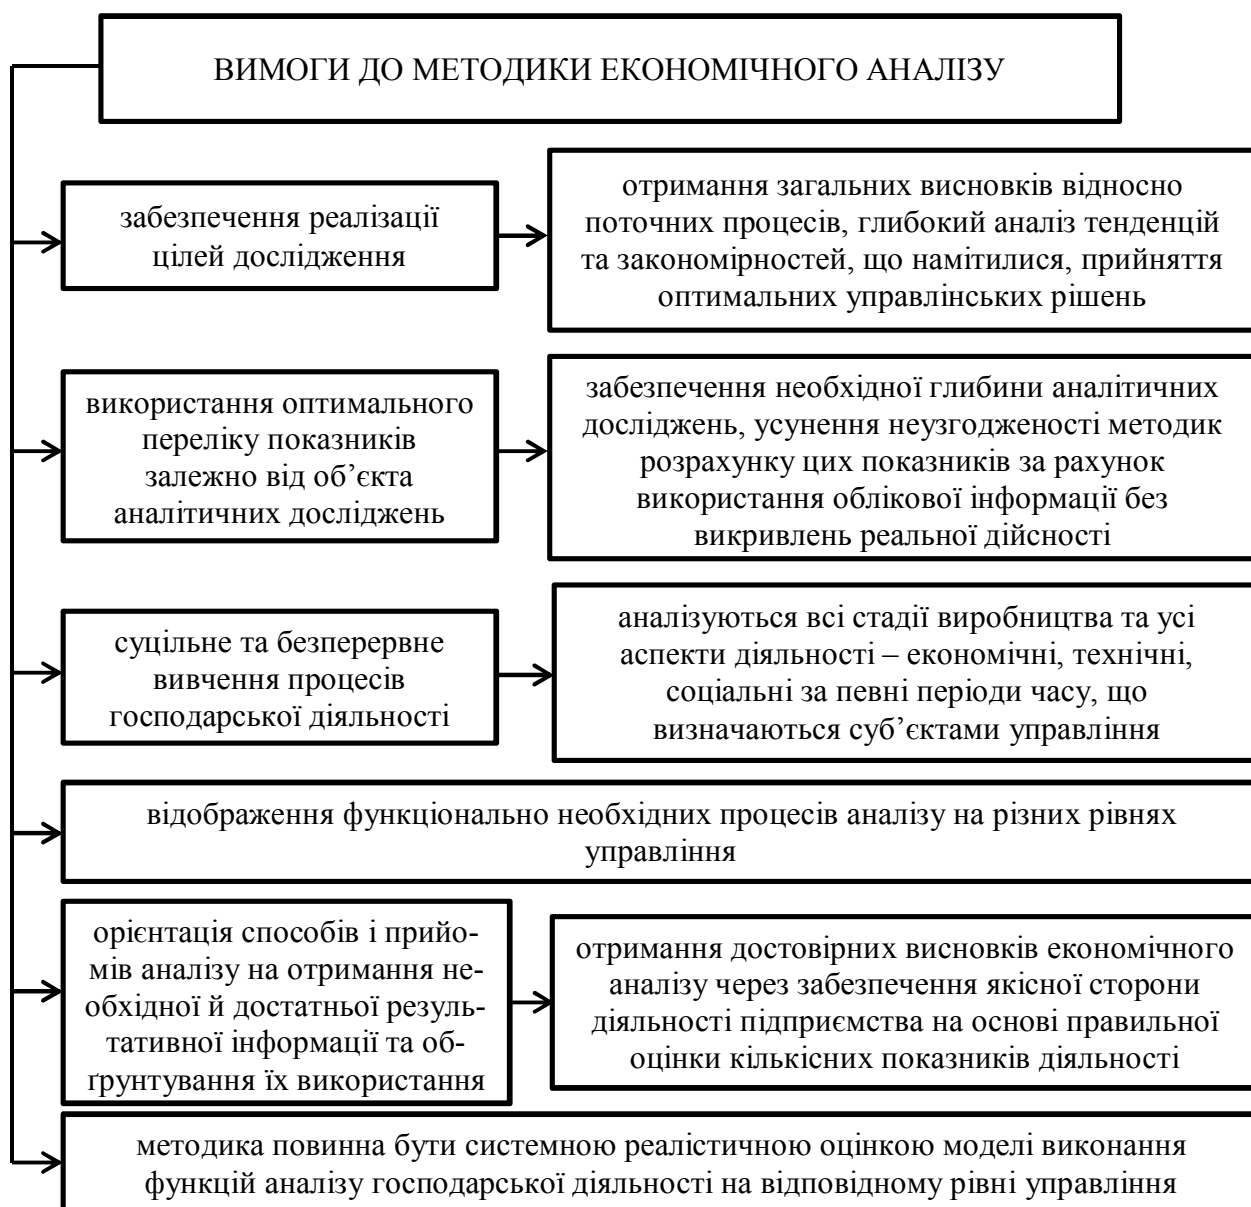 ВИМОГИ ДО МЕТОДИКИ ЕКОНОМІЧНОГО АНАЛІЗУ
забезпечення реалізації
цілей дослідження
отримання загальних висновків відносно
поточних процесів, глибокий аналіз тенденцій
та закономірностей, що намітилися, прийняття
оптимальних управлінських рішень
використання оптимального
переліку показників
залежно від об’єкта
аналітичних досліджень
забезпечення необхідної глибини аналітичних
досліджень, усунення неузгодженості методик
розрахунку цих показників за рахунок
використання облікової інформації без
викривлень реальної дійсності
суцільне та безперервне
вивчення процесів
господарської діяльності
аналізуються всі стадії виробництва та усі
аспекти діяльності – економічні, технічні,
соціальні за певні періоди часу, що
визначаються суб’єктами управління
відображення функціонально необхідних процесів аналізу на різних рівнях
управління
орієнтація способів і прийо-
мів аналізу на отримання не-
обхідної й достатньої резуль-
тативної інформації та об-
ґрунтування їх використання
отримання достовірних висновків економічного
аналізу через забезпечення якісної сторони
діяльності підприємства на основі правильної
оцінки кількісних показників діяльності
методика повинна бути системною реалістичною оцінкою моделі виконання
функцій аналізу господарської діяльності на відповідному рівні управління